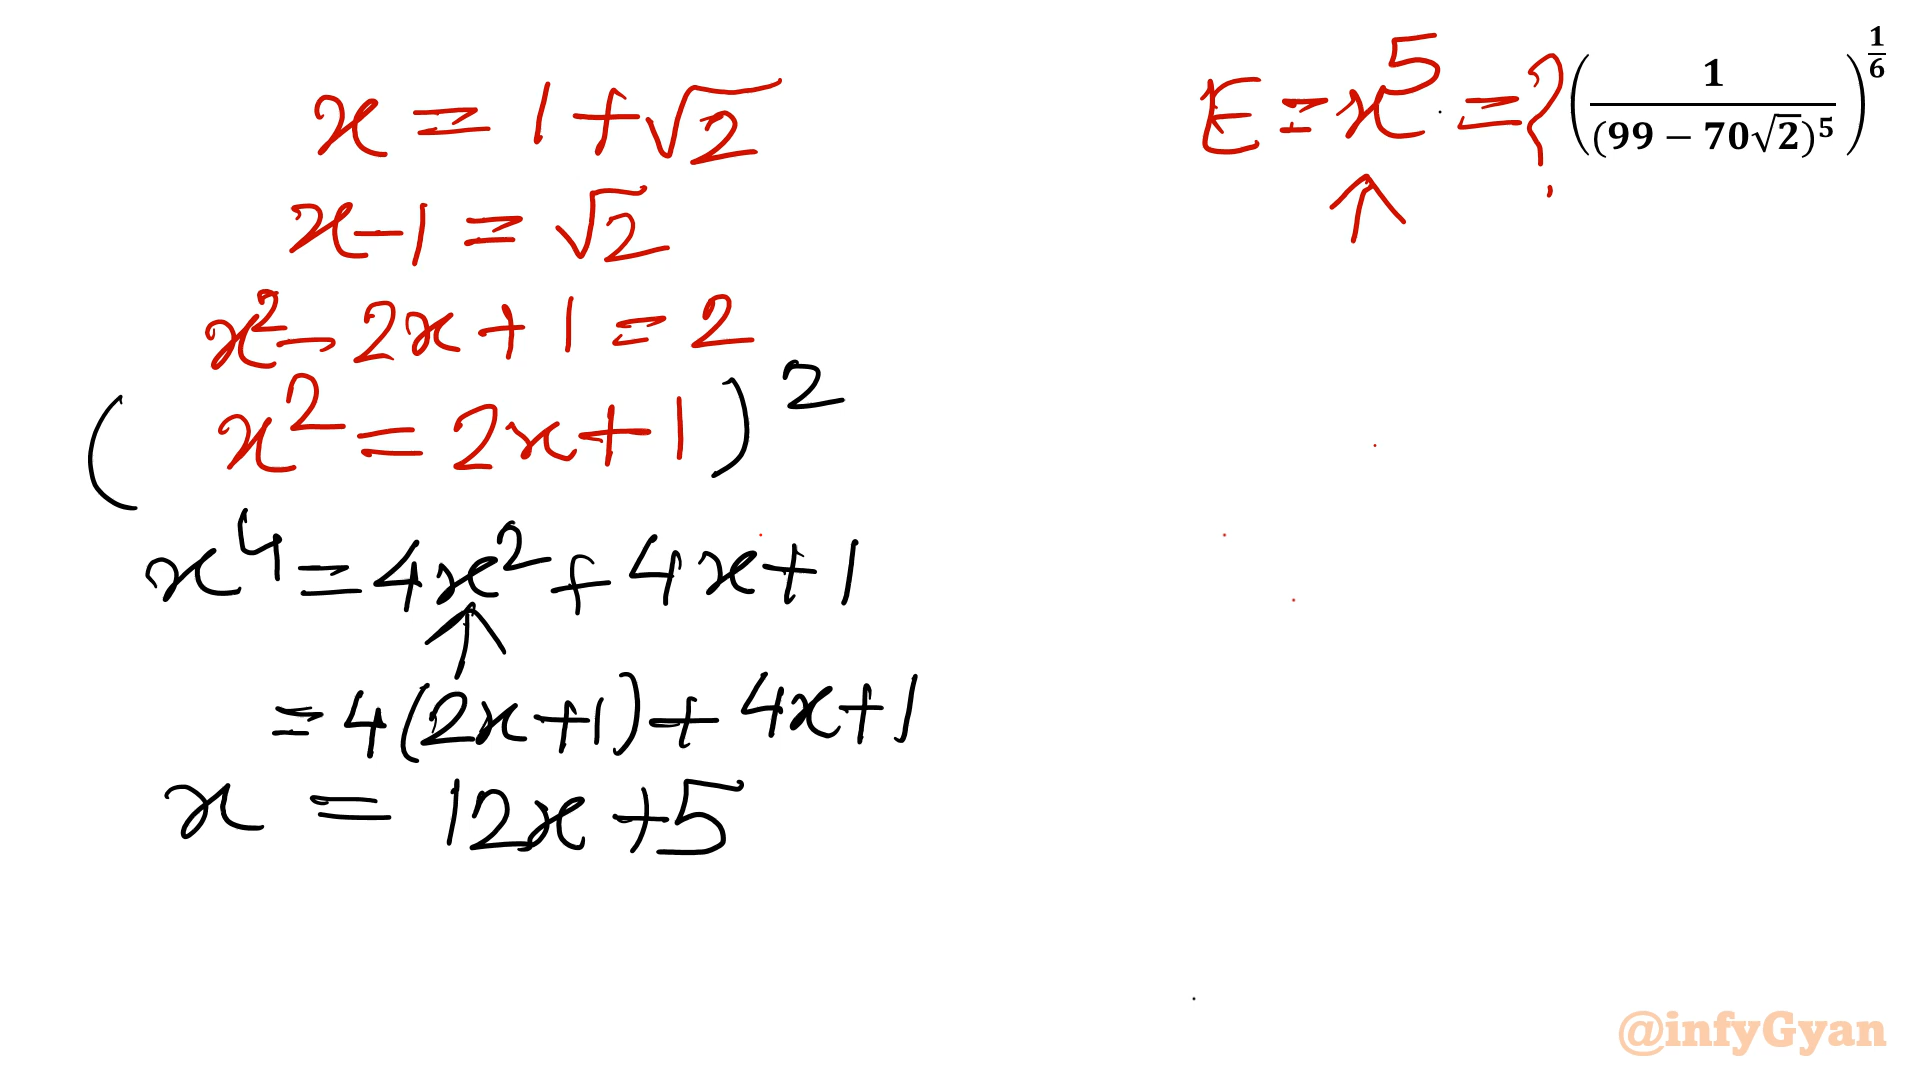 x = 1 + √2
x - 1 = √2
x² - 2x + 1 = 2
( x² = 2x + 1 )²
x⁴ = 4x² + 4x + 1
= 4(2x + 1) + 4x + 1
x = 12x + 5
E = x⁵ = ? (1/(99 − 70√2)⁵)^(1/6)
@infyGyan